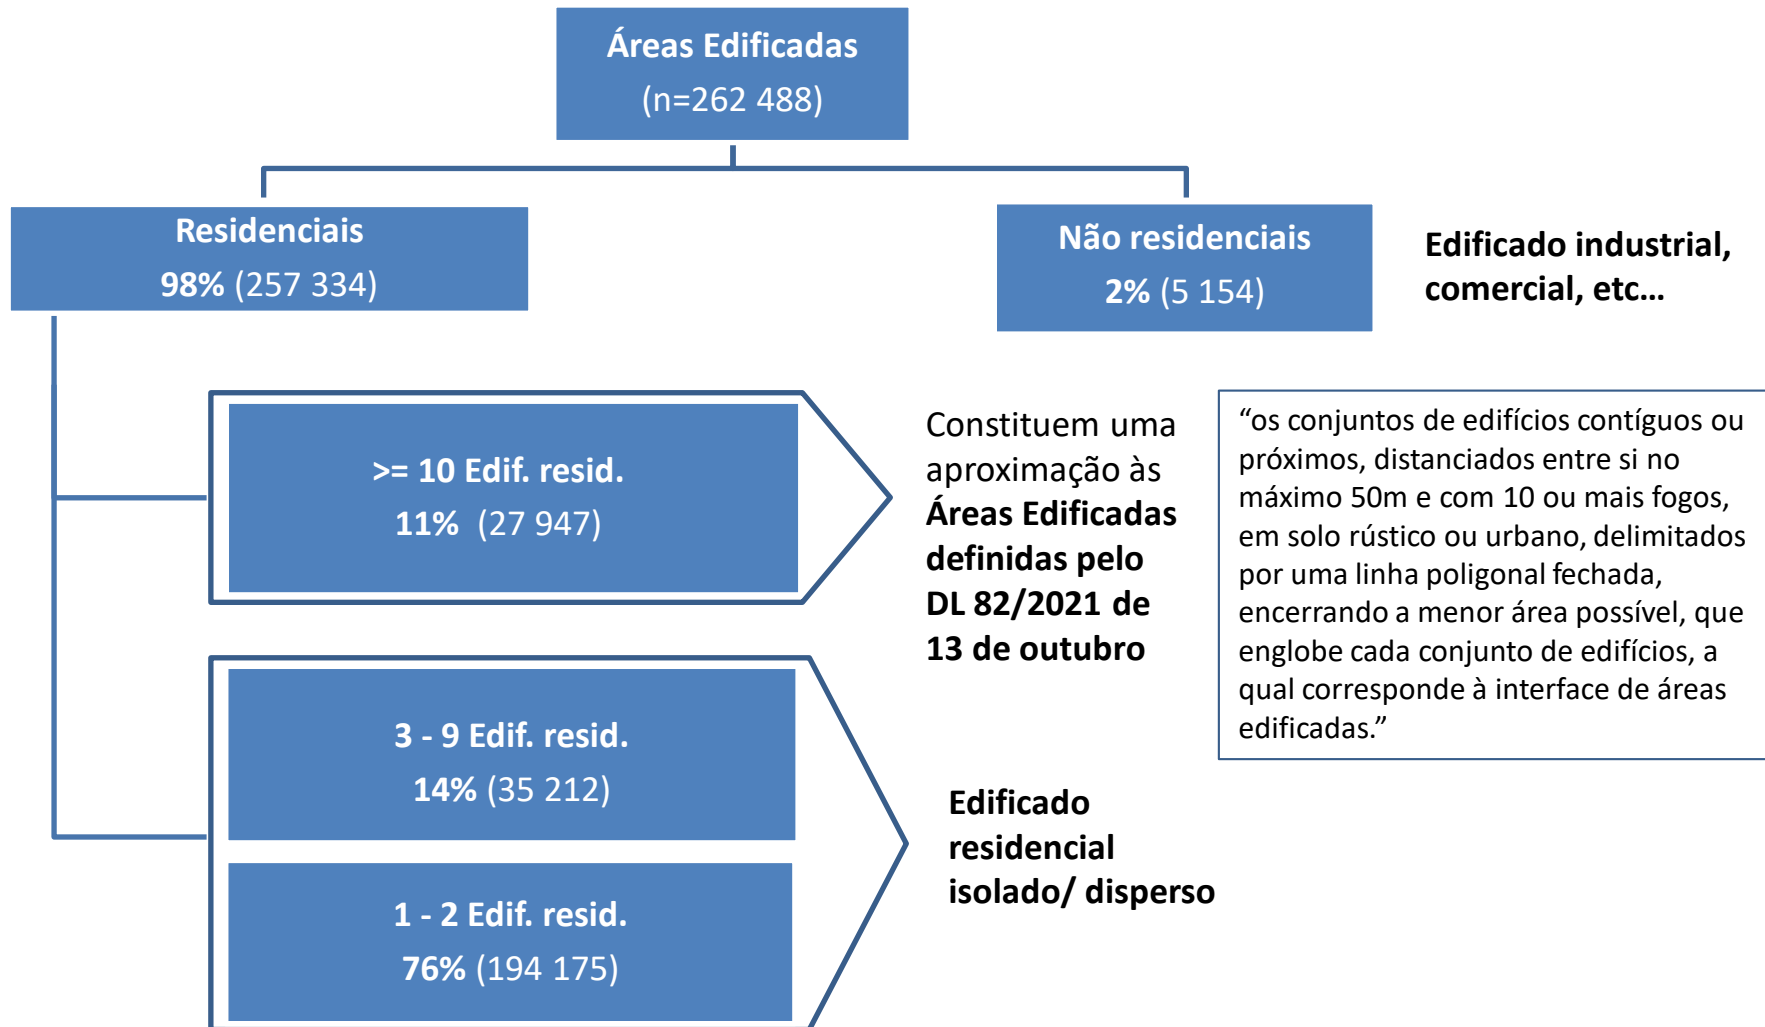 Áreas Edificadas
(n=262 488)
Residenciais
98% (257 334)
Não residenciais
2% (5 154)
Edificado industrial,
comercial, etc...
>= 10 Edif. resid.
11%  (27 947)
Constituem uma
aproximação às
Áreas Edificadas
definidas pelo
DL 82/2021 de
13 de outubro
“os conjuntos de edifícios contíguos ou
próximos, distanciados entre si no
máximo 50m e com 10 ou mais fogos,
em solo rústico ou urbano, delimitados
por uma linha poligonal fechada,
encerrando a menor área possível, que
englobe cada conjunto de edifícios, a
qual corresponde à interface de áreas
edificadas.”
3 - 9 Edif. resid.
14% (35 212)
1 - 2 Edif. resid.
76% (194 175)
Edificado
residencial
isolado/ disperso